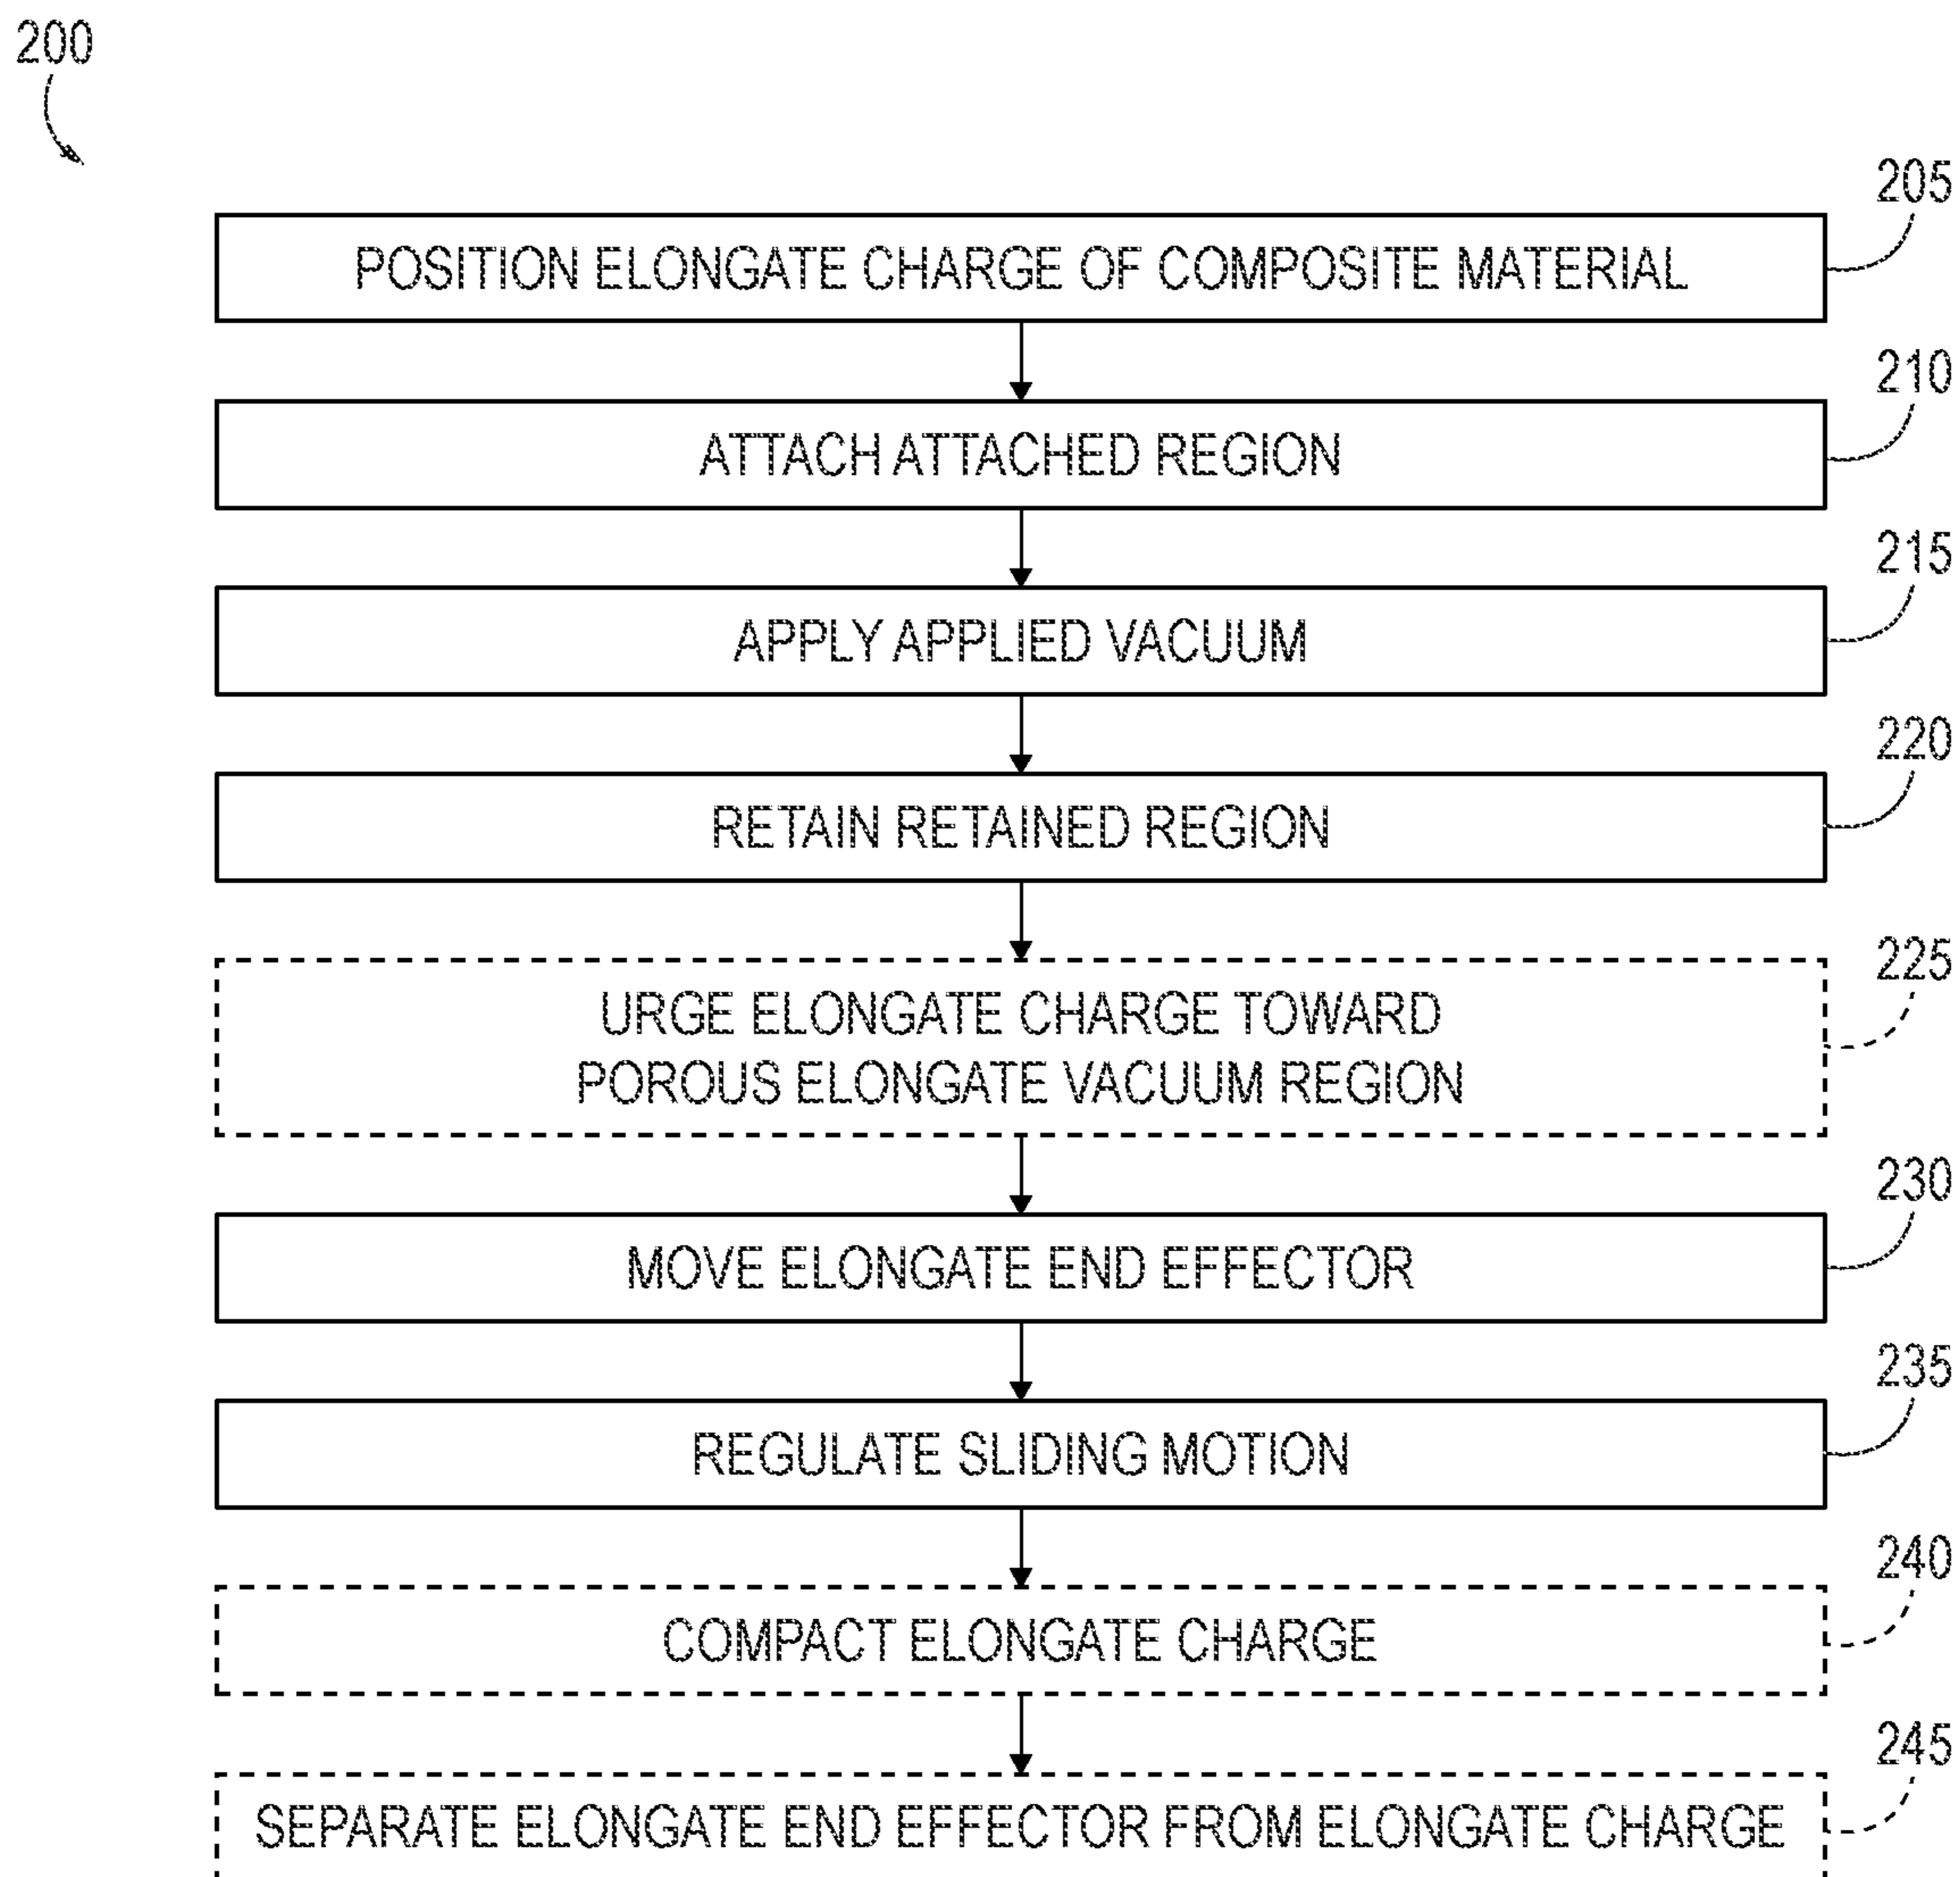 200
205
POSITION ELONGATE CHARGE OF COMPOSITE MATERIAL
210
ATTACH ATTACHED REGION
215
APPLY APPLIED VACUUM
220
RETAIN RETAINED REGION
225
URGE ELONGATE CHARGE TOWARD
POROUS ELONGATE VACUUM REGION
230
MOVE ELONGATE END EFFECTOR
235
REGULATE SLIDING MOTION
240
COMPACT ELONGATE CHARGE
245
SEPARATE ELONGATE END EFFECTOR FROM ELONGATE CHARGE